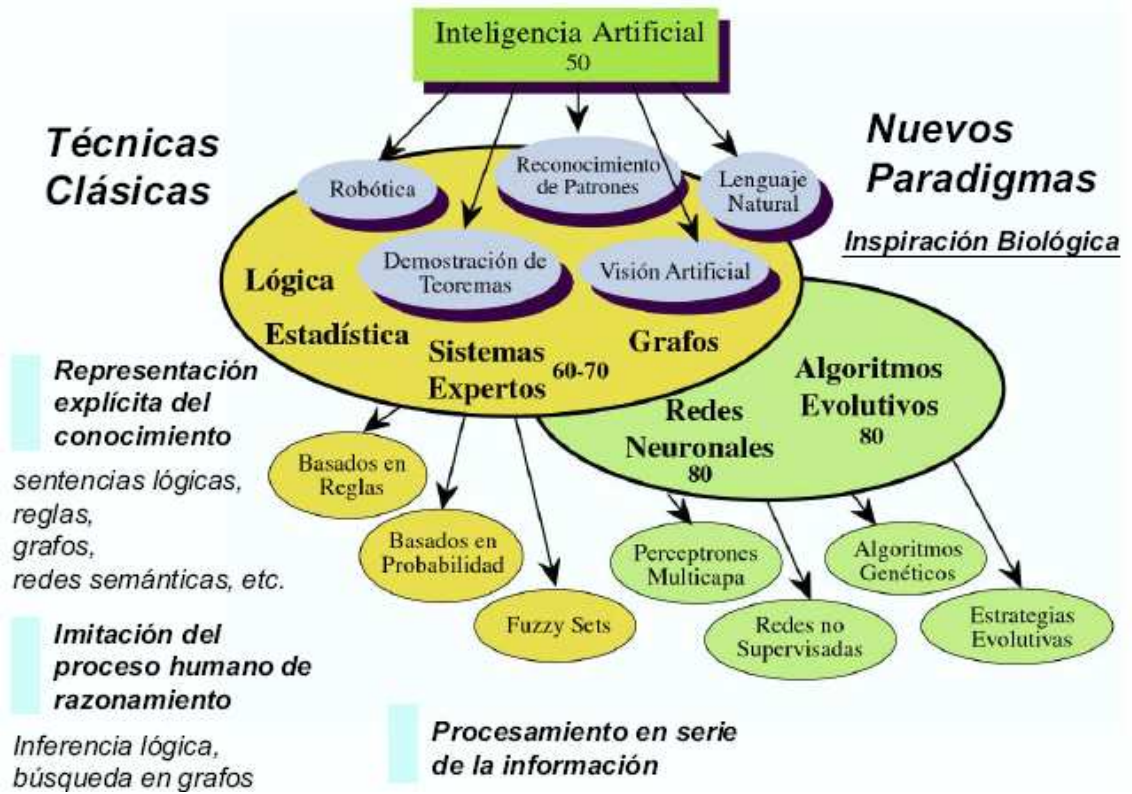 Inteligencia Artificial
50
Técnicas
Clásicas
Nuevos
Paradigmas
Inspiración Biológica
Robótica
Reconocimiento
de Patrones
Lenguaje
Natural
Demostración de
Teoremas
Visión Artificial
Lógica
Estadística
Sistemas
Expertos 60-70
Grafos
Algoritmos
Evolutivos
80
Redes
Neuronales
80
Representación
explícita del
conocimiento
sentencias lógicas,
reglas,
grafos,
redes semánticas, etc.
Basados en
Reglas
Basados en
Probabilidad
Fuzzy Sets
Perceptrones
Multicapa
Redes no
Supervisadas
Algoritmos
Genéticos
Estrategias
Evolutivas
Imitación del
proceso humano de
razonamiento
Inferencia lógica,
búsqueda en grafos
Procesamiento en serie
de la información